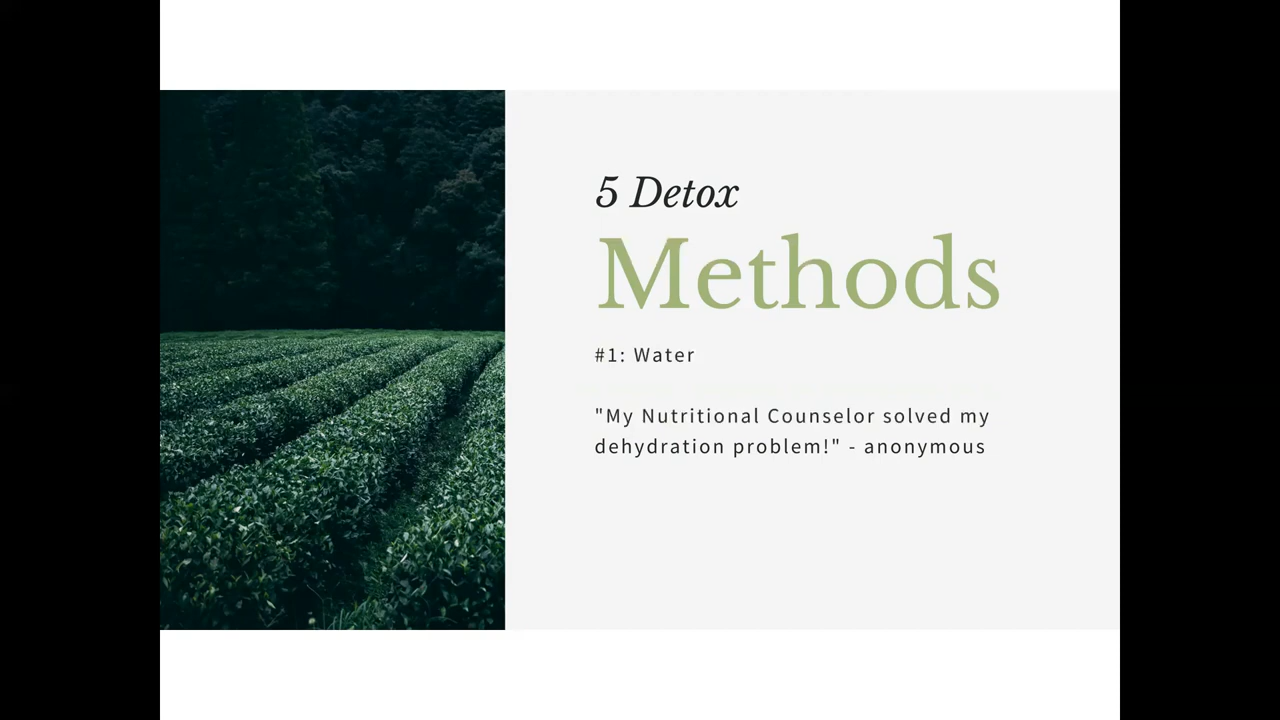 5 Detox
Methods
#1: Water
"My Nutritional Counselor solved my
dehydration problem!" - anonymous